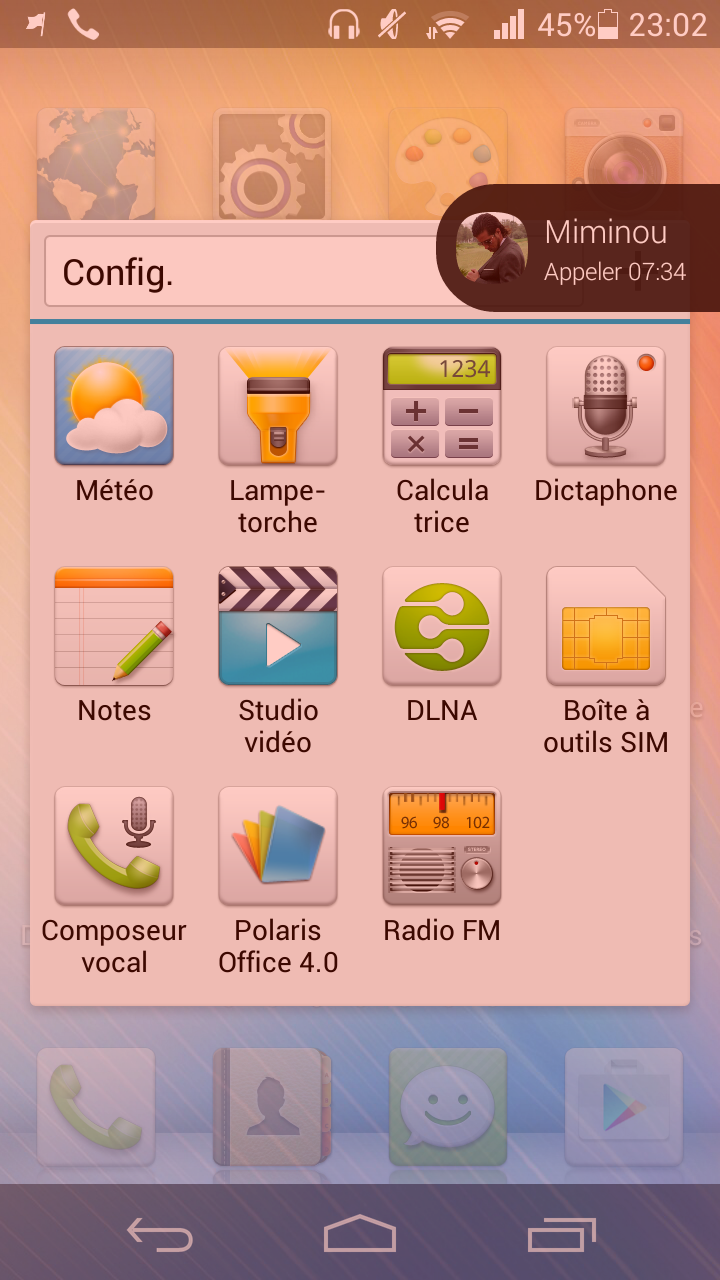 45% 23:02
Miminou
Appeler 07:34
Config.
1234
Météo
Lampe-
torche
Calcula
trice
Dictaphone
Notes
Studio
vidéo
DLNA
Boîte à
outils SIM
96 98 102
STEREO
Composeur
vocal
Polaris
Office 4.0
Radio FM